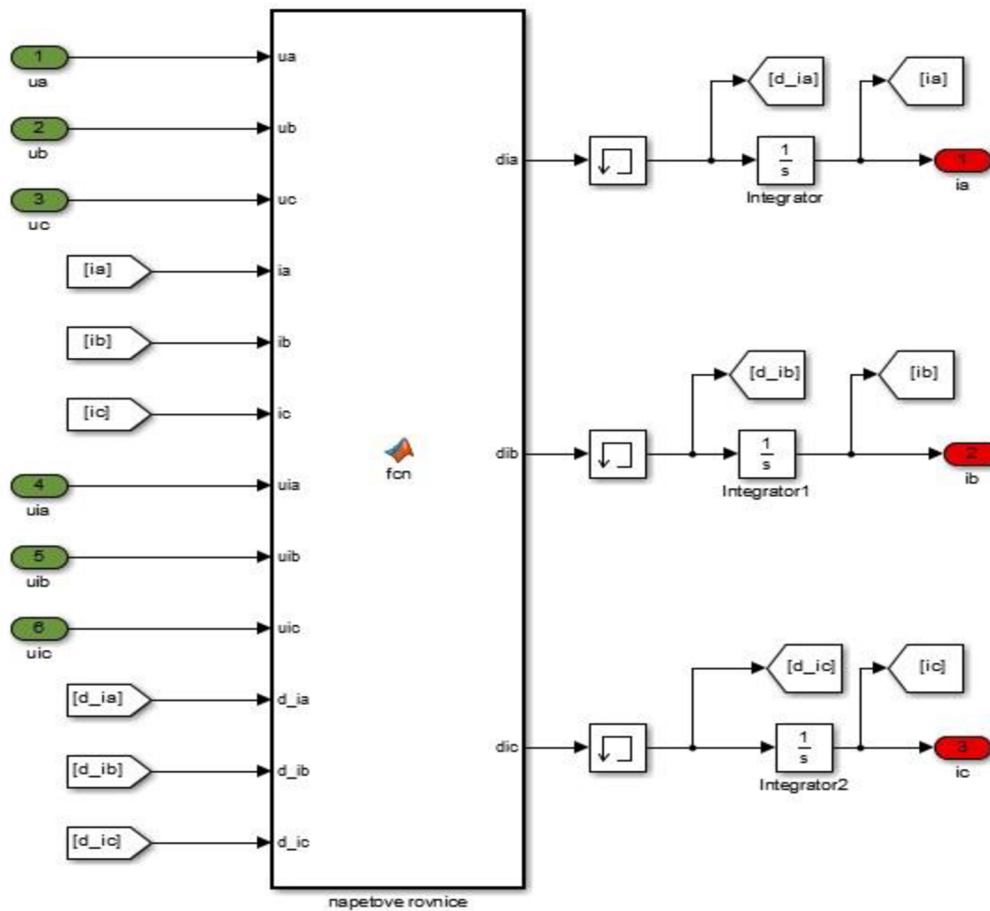 1
ua
2
ub
3
uc
[ia]
[ib]
[ic]
4
uia
5
uib
6
uic
[d_ia]
[d_ib]
[d_ic]
ua
ub
uc
ia
ib
ic
uia
uib
uic
d_ia
d_ib
d_ic
fcn
dia
dib
dic
napetove rovnice
[d_ia]
[ia]
1
s
Integrator
1
ia
[d_ib]
[ib]
1
s
Integrator1
2
ib
[d_ic]
[ic]
1
s
Integrator2
3
ic